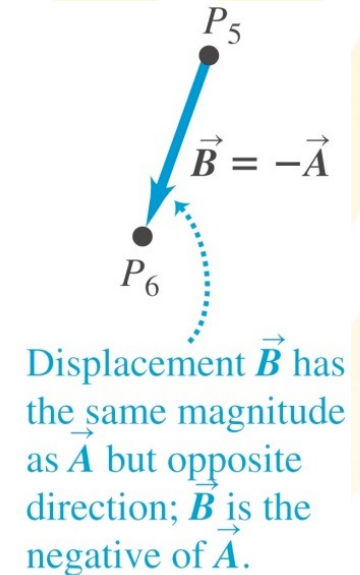 P₅
B⃗ = −A⃗
P₆
Displacement B⃗ has
the same magnitude
as A⃗ but opposite
direction; B⃗ is the
negative of A⃗.